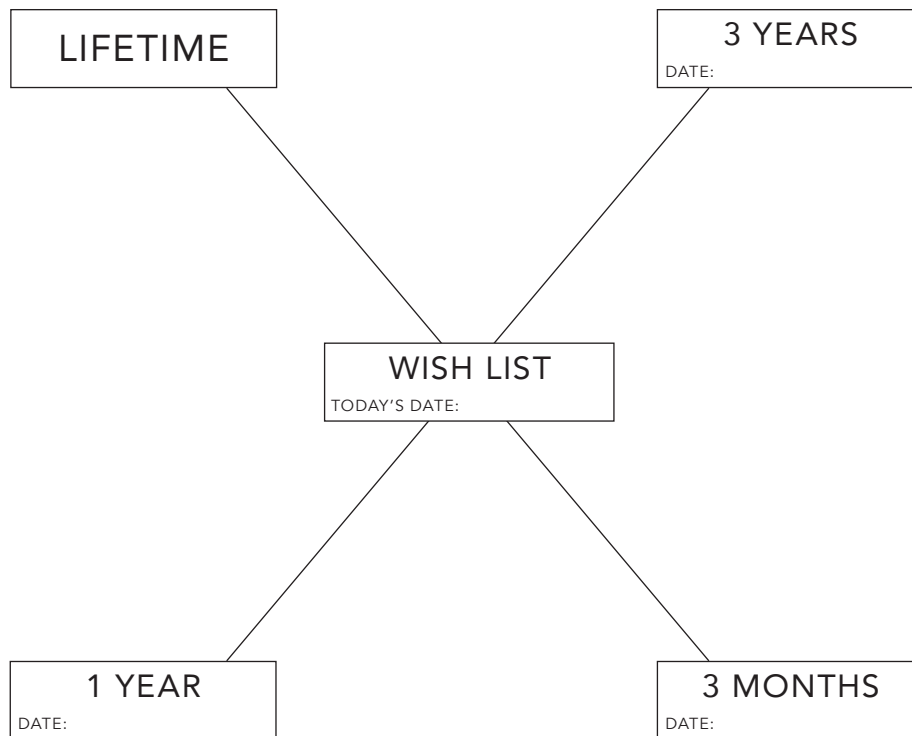 LIFETIME
3 YEARS
DATE:
WISH LIST
TODAY'S DATE:
1 YEAR
DATE:
3 MONTHS
DATE: